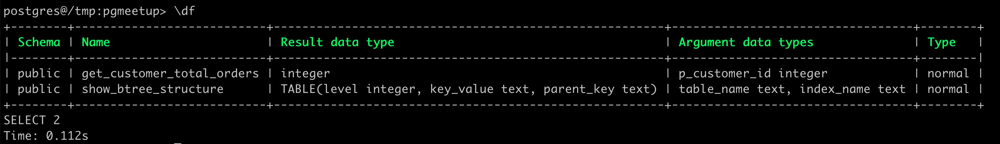 postgres@/tmp:pgmeetup> \df
+--------+---------------------------+-------------------------------------------------------+----------------------------------+--------+
| Schema | Name                      | Result data type                                      | Argument data types              | Type   |
|--------+---------------------------+-------------------------------------------------------+----------------------------------+--------|
| public | get_customer_total_orders | integer                                               | p_customer_id integer            | normal |
| public | show_btree_structure      | TABLE(level integer, key_value text, parent_key text) | table_name text, index_name text | normal |
+--------+---------------------------+-------------------------------------------------------+----------------------------------+--------+
SELECT 2
Time: 0.112s